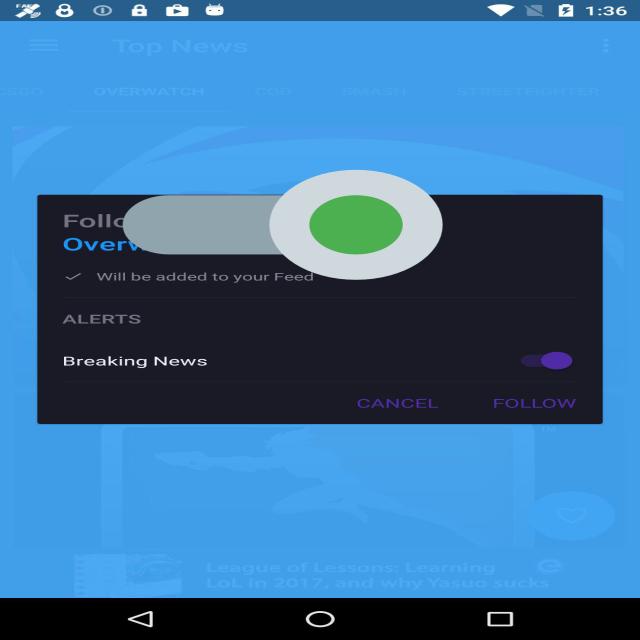 1:36
Top News
CSGO OVERWATCH COD SMASH STREETFIGHTER
Follo
Overw
Will be added to your Feed
ALERTS
Breaking News
CANCEL FOLLOW
TM
League of Lessons: Learning
LoL in 2017, and why Yasuo sucks